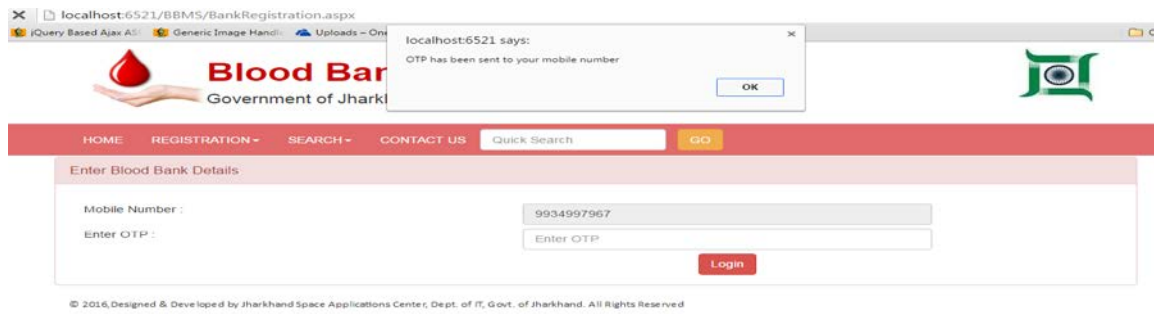 localhost:6521/BBMS/BankRegistration.aspx
jQuery Based Ajax AS Generic Image Handl Uploads – One
localhost:6521 says:
OTP has been sent to your mobile number
OK
Blood Ban
Government of Jharkl
HOME REGISTRATION SEARCH CONTACT US Quick Search GO
Enter Blood Bank Details
Mobile Number : 9934997967
Enter OTP : Enter OTP
Login
© 2016,Designed & Developed by Jharkhand Space Applications Center, Dept. of IT, Govt. of Jharkhand. All Rights Reserved